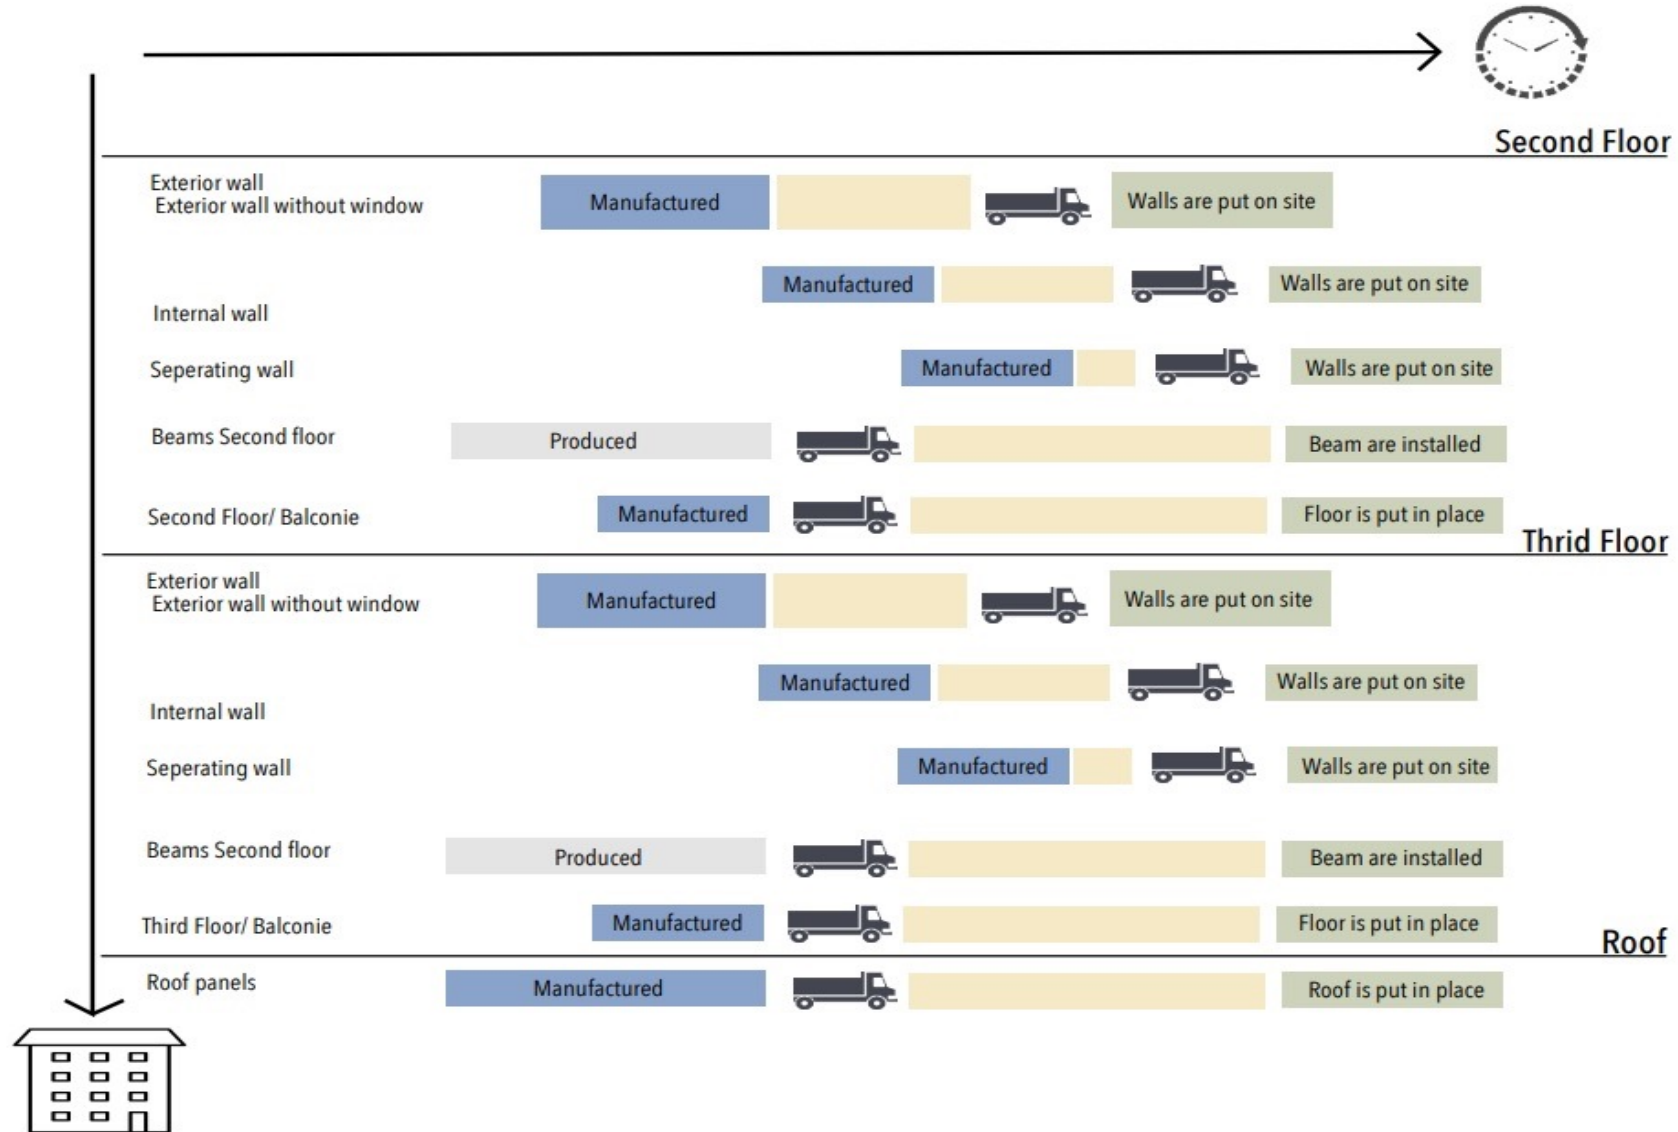 Second Floor
Exterior wall
Exterior wall without window
Manufactured
Walls are put on site
Manufactured
Walls are put on site
Internal wall
Seperating wall
Manufactured
Walls are put on site
Beams Second floor
Produced
Beam are installed
Second Floor/ Balconie
Manufactured
Floor is put in place
Thrid Floor
Exterior wall
Exterior wall without window
Manufactured
Walls are put on site
Manufactured
Walls are put on site
Internal wall
Seperating wall
Manufactured
Walls are put on site
Beams Second floor
Produced
Beam are installed
Third Floor/ Balconie
Manufactured
Floor is put in place
Roof
Roof panels
Manufactured
Roof is put in place